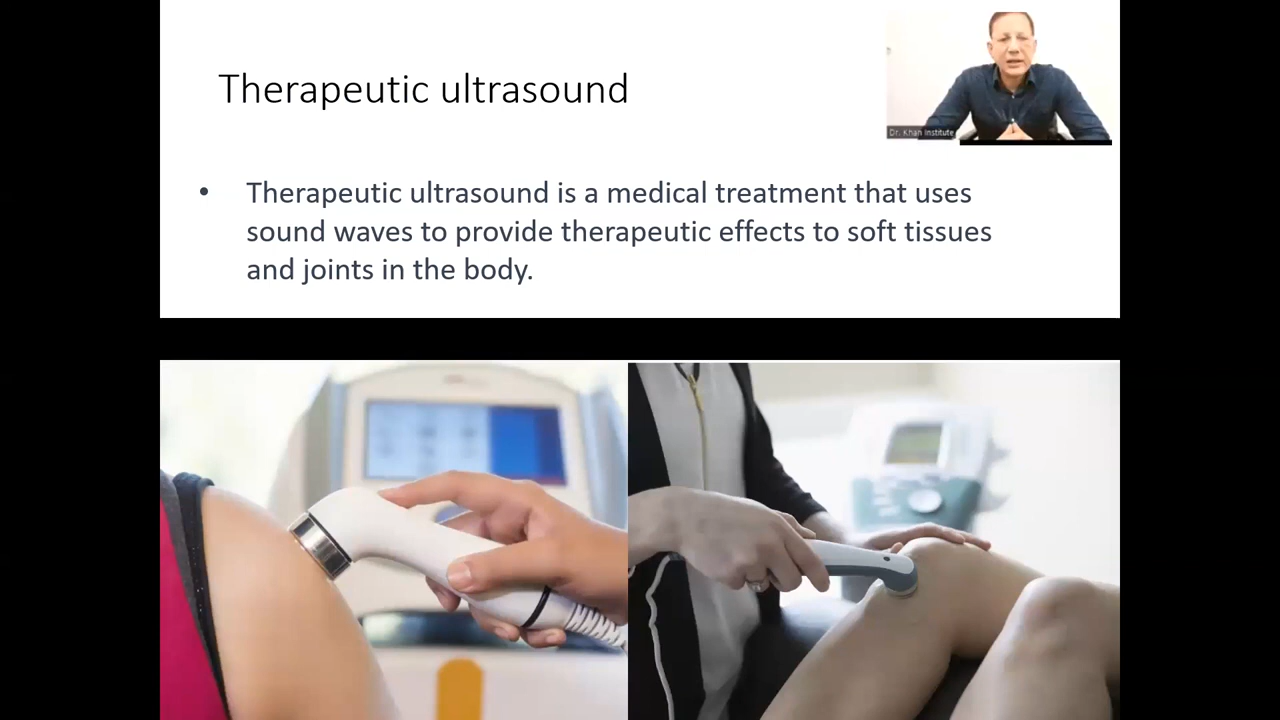 Therapeutic ultrasound
Dr. Khan Institute
• Therapeutic ultrasound is a medical treatment that uses
sound waves to provide therapeutic effects to soft tissues
and joints in the body.